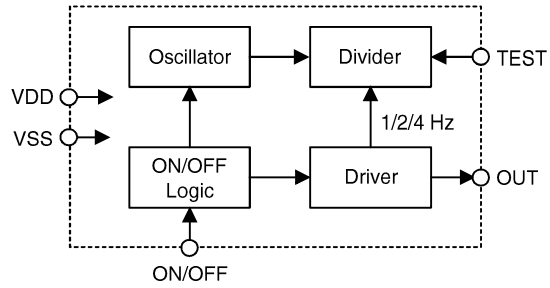 Oscillator
Divider
TEST
VDD
VSS
1/2/4 Hz
ON/OFF
Logic
Driver
OUT
ON/OFF